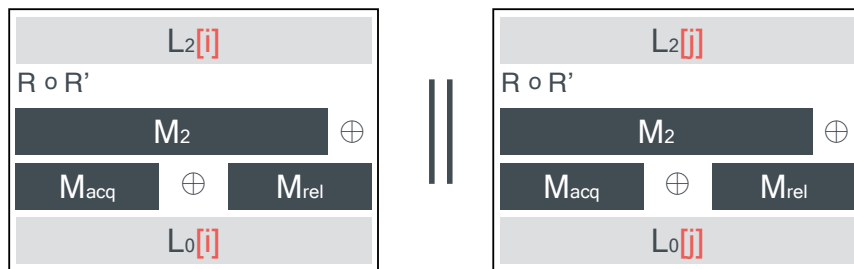 L2[i]
R o R’
M2 ⊕
Macq ⊕ Mrel
L0[i]
||
L2[j]
R o R’
M2 ⊕
Macq ⊕ Mrel
L0[j]